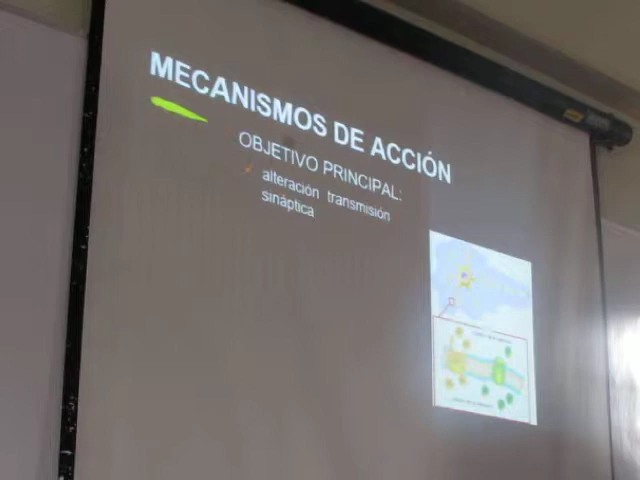 MECANISMOS DE ACCIÓN
OBJETIVO PRINCIPAL:
alteración transmisión
sináptica